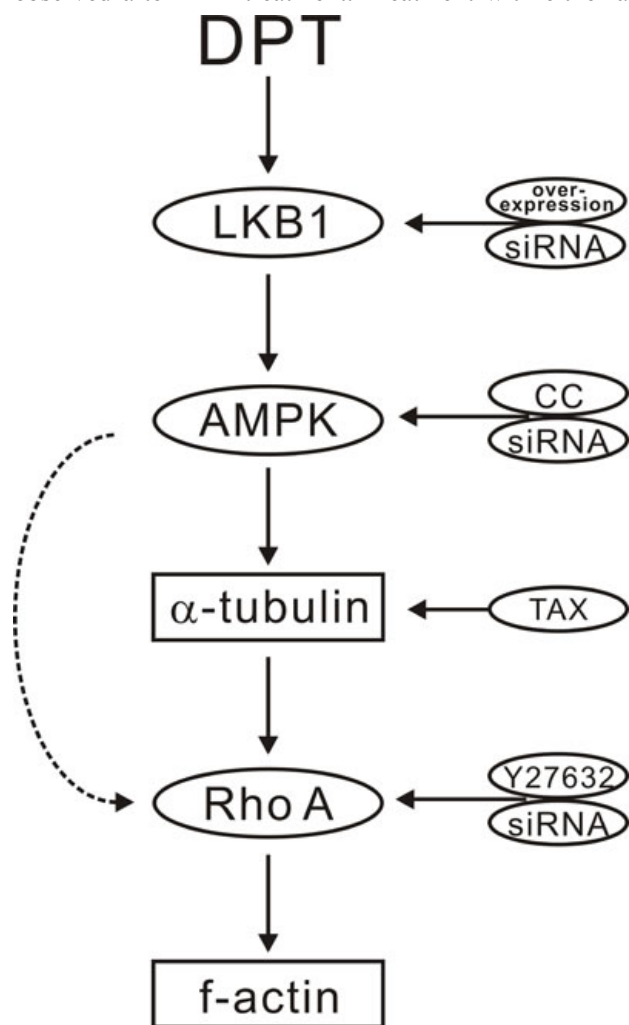 DPT
LKB1
over-
expression
siRNA
AMPK
CC
siRNA
α-tubulin
TAX
Rho A
Y27632
siRNA
f-actin